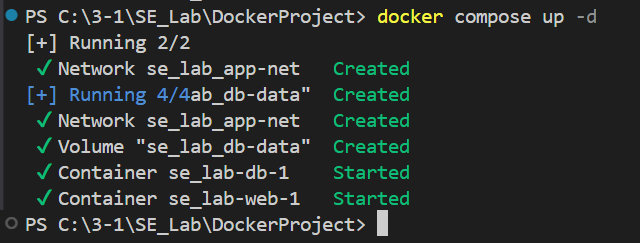 PS C:\3-1\SE_Lab\DockerProject> docker compose up -d
[+] Running 2/2
✓ Network se_lab_app-net Created
[+] Running 4/4ab_db-data" Created
✓ Network se_lab_app-net Created
✓ Volume "se_lab_db-data" Created
✓ Container se_lab-db-1 Started
✓ Container se_lab-web-1 Started
PS C:\3-1\SE_Lab\DockerProject>